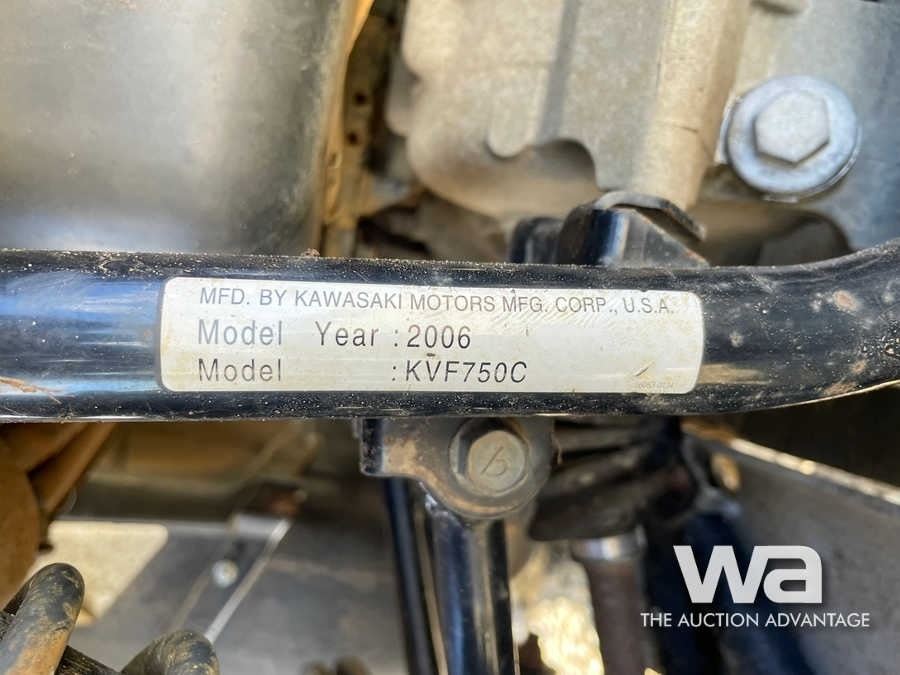 MFD. BY KAWASAKI MOTORS MFG. CORP., U.S.A.
Model Year : 2006
Model : KVF750C
wa
THE AUCTION ADVANTAGE